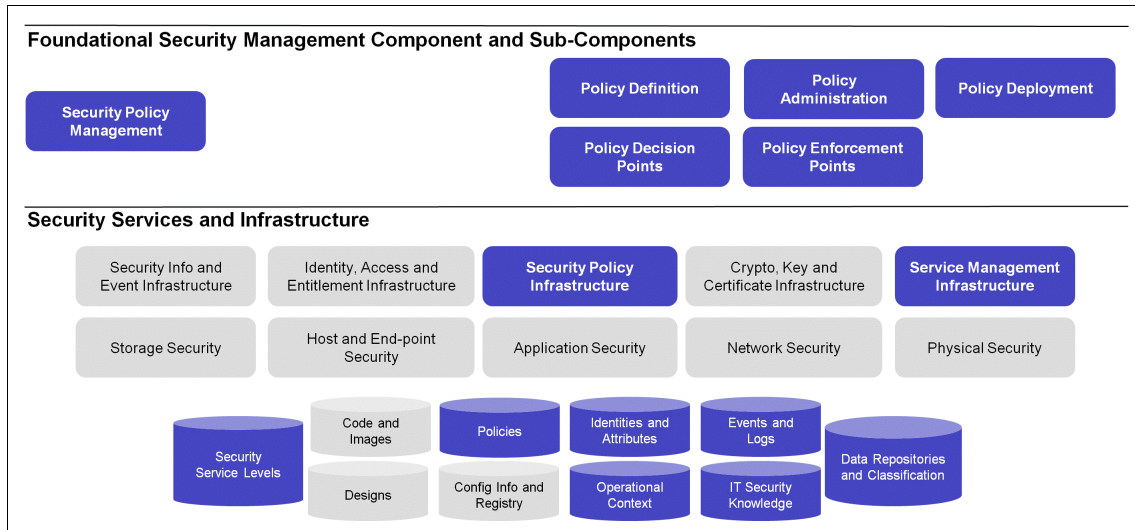 Foundational Security Management Component and Sub-Components
Security Policy
Management
Policy Definition
Policy
Administration
Policy Deployment
Policy Decision
Points
Policy Enforcement
Points
Security Services and Infrastructure
Security Info and
Event Infrastructure
Identity, Access and
Entitlement Infrastructure
Security Policy
Infrastructure
Crypto, Key and
Certificate Infrastructure
Service Management
Infrastructure
Storage Security
Host and End-point
Security
Application Security
Network Security
Physical Security
Security
Service Levels
Code and
Images
Policies
Identities and
Attributes
Events and
Logs
Data Repositories
and Classification
Designs
Config Info and
Registry
Operational
Context
IT Security
Knowledge